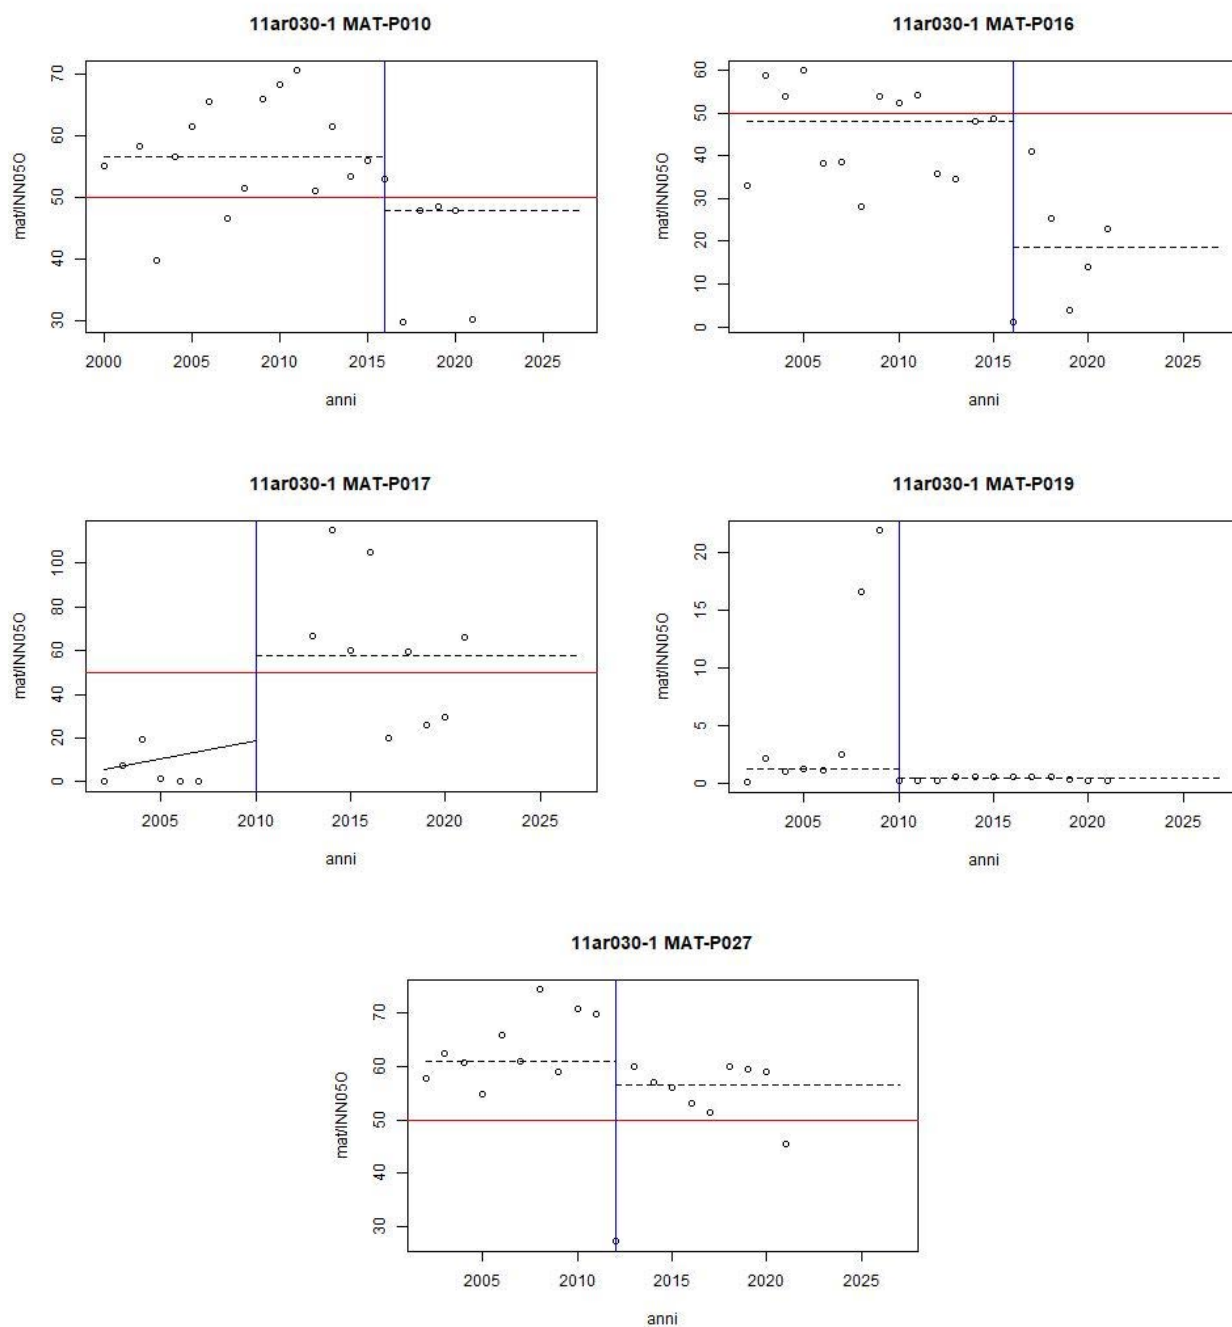 11ar030-1 MAT-P010
mat/INN05O
70
60
50
40
30
2000 2005 2010 2015 2020 2025
anni
11ar030-1 MAT-P016
mat/INN05O
60
50
40
30
20
10
0
2005 2010 2015 2020 2025
anni
11ar030-1 MAT-P017
mat/INN05O
100
80
60
40
20
0
2005 2010 2015 2020 2025
anni
11ar030-1 MAT-P019
mat/INN05O
20
15
10
5
0
2005 2010 2015 2020 2025
anni
11ar030-1 MAT-P027
mat/INN05O
70
60
50
40
30
2005 2010 2015 2020 2025
anni